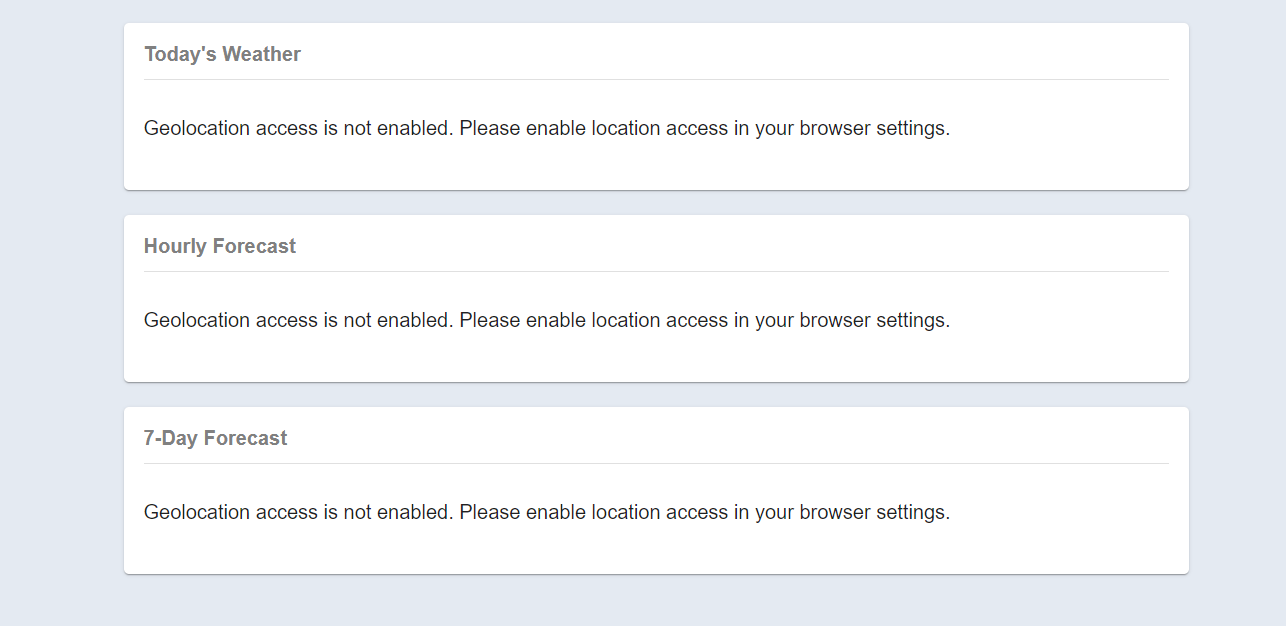 Today's Weather
Geolocation access is not enabled. Please enable location access in your browser settings.
Hourly Forecast
Geolocation access is not enabled. Please enable location access in your browser settings.
7-Day Forecast
Geolocation access is not enabled. Please enable location access in your browser settings.